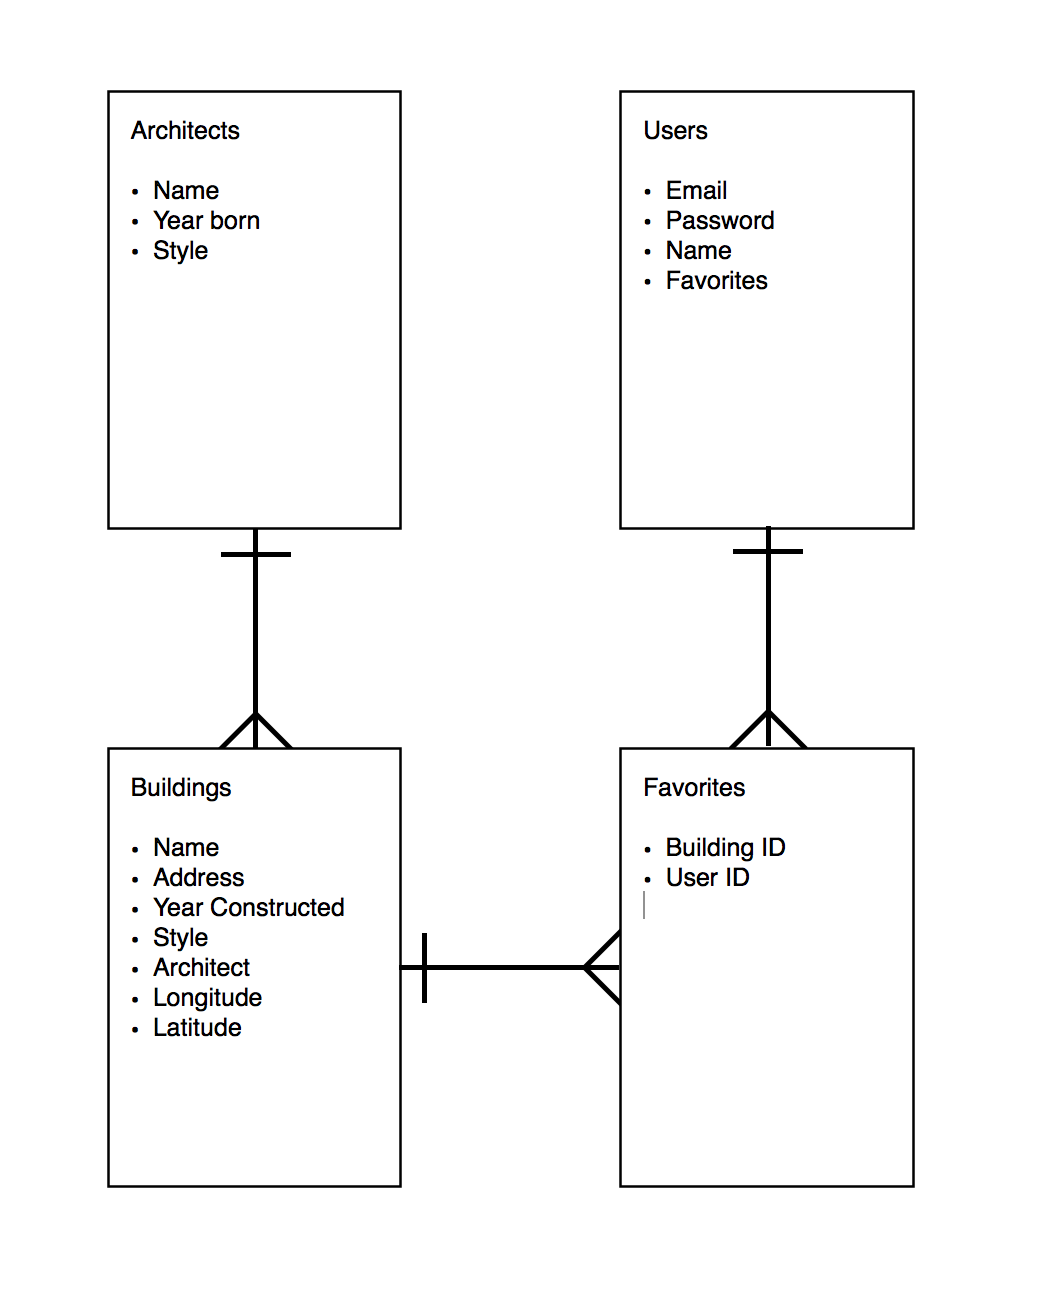 Architects
• Name
• Year born
• Style
Users
• Email
• Password
• Name
• Favorites
Buildings
• Name
• Address
• Year Constructed
• Style
• Architect
• Longitude
• Latitude
Favorites
• Building ID
• User ID